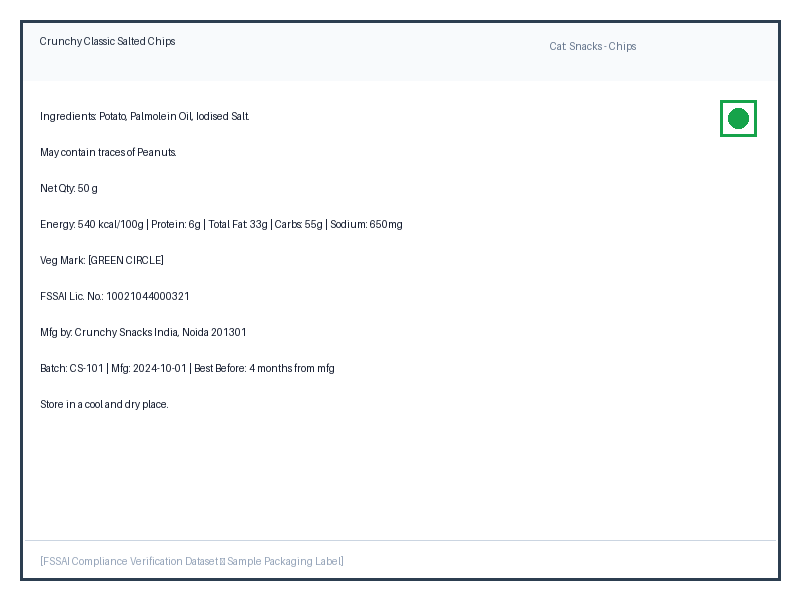 Crunchy Classic Salted Chips
Cat: Snacks - Chips
Ingredients: Potato, Palmolein Oil, Iodised Salt.
May contain traces of Peanuts.
Net Qty: 50 g
Energy: 540 kcal/100g | Protein: 6g | Total Fat: 33g | Carbs: 55g | Sodium: 650mg
Veg Mark: [GREEN CIRCLE]
FSSAI Lic. No.: 10021044000321
Mfg by: Crunchy Snacks India, Noida 201301
Batch: CS-101 | Mfg: 2024-10-01 | Best Before: 4 months from mfg
Store in a cool and dry place.
[FSSAI Compliance Verification Dataset Sample Packaging Label]